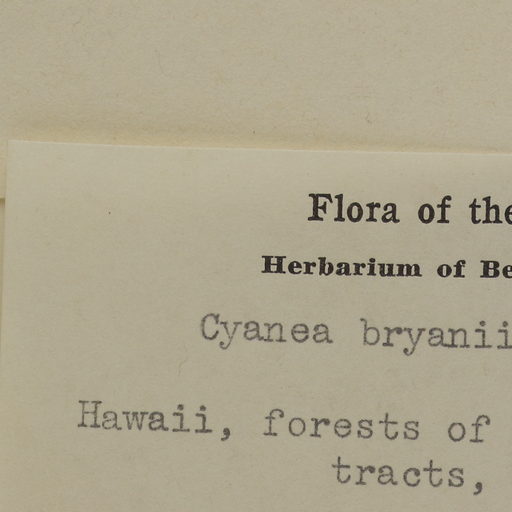 Flora of the
Herbarium of Be
Cyanea bryanii
Hawaii, forests of
tracts,